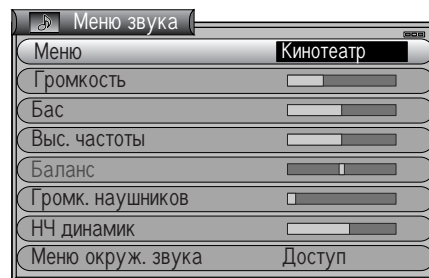 Меню звука
Меню Кинотеатр
Громкость
Бас
Выс. частоты
Баланс
Громк. наушников
НЧ динамик
Меню окруж. звука Доступ